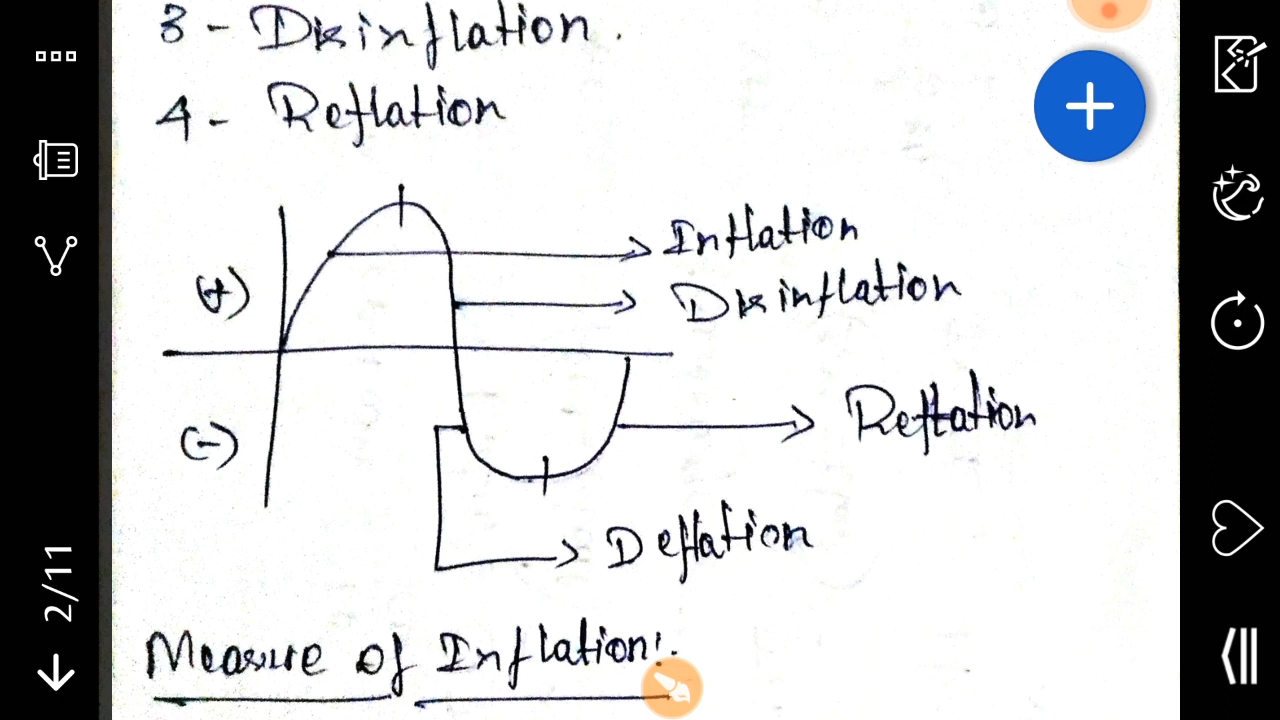 3 - Disinflation.
4 - Reflation
(+)
Inflation
Disinflation
(-)
Reflation
Deflation
Measure of Inflation:-
2/11